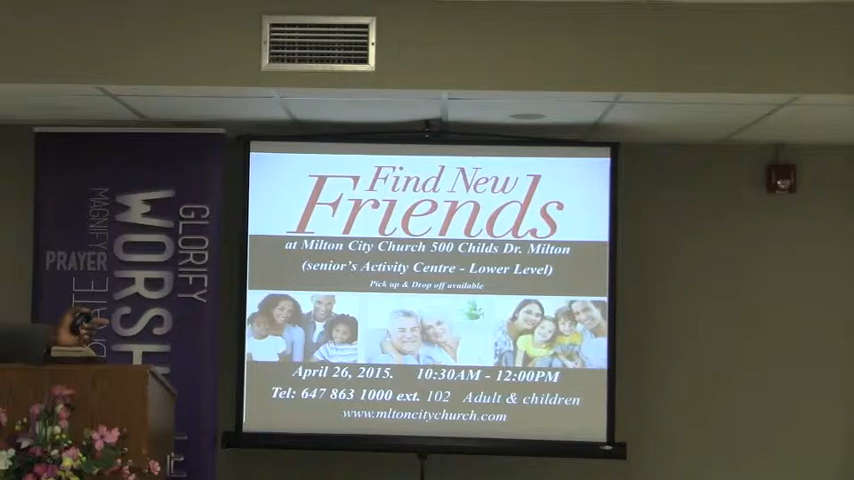 Find New
Friends
at Milton City Church 500 Childs Dr. Milton
(senior's Activity Centre - Lower Level)
Pick up & Drop off available
April 26, 2015. 10:30AM - 12:00PM
Tel: 647 863 1000 ext. 102 Adult & children
www.miltoncitychurch.com
PRAYER
MAGNIFY
WORSH
GLORIFY